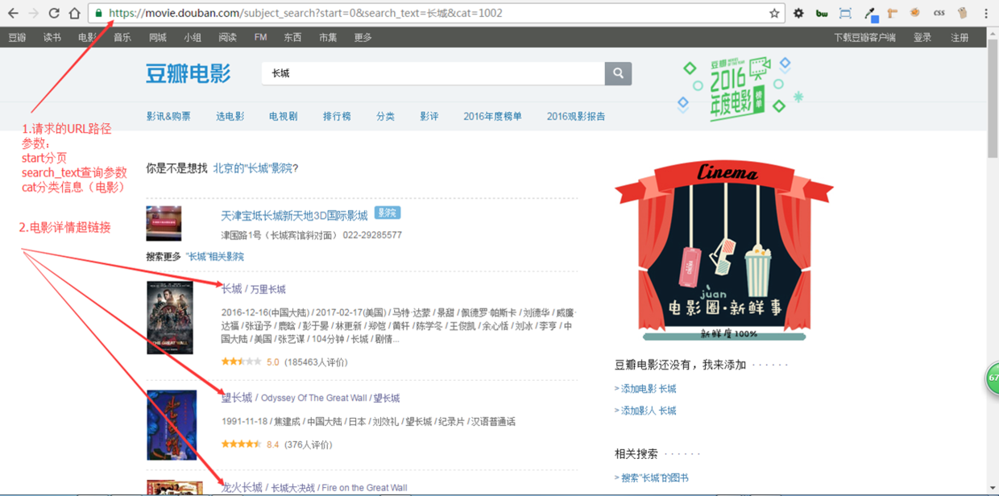 https://movie.douban.com/subject_search?start=0&search_text=长城&cat=1002
bw
css
豆瓣 读书 电影 音乐 同城 小组 阅读 FM 东西 市集 更多 下载豆瓣客户端 登录 注册
豆瓣电影
长城
豆瓣
2016
年度电影
榜单
影讯&购票 选电影 电视剧 排行榜 分类 影评 2016年度榜单 2016观影报告
1.请求的URL路径
参数：
start分页
search_text查询参数
cat分类信息（电影）
2.电影详情超链接
你是不是想找 北京的"长城"影院?
天津宝坻长城新天地3D国际影城 影院
津围路1号（长城宾馆斜对面） 022-29285577
搜索更多 "长城"相关影院
长城 / 万里长城
2016-12-16(中国大陆) / 2017-02-17(美国) / 马特·达蒙 / 景甜 / 佩德罗·帕斯卡 / 刘德华 / 威廉·
达福 / 张涵予 / 鹿晗 / 彭于晏 / 林更新 / 郑恺 / 黄轩 / 陈学冬 / 王俊凯 / 余心恬 / 刘冰 / 李亨 / 中
国大陆 / 美国 / 张艺谋 / 104分钟 / 长城 / 剧情...
5.0 (185463人评价)
THE GREAT WALL
望长城 / Odyssey Of The Great Wall / 望长城
1991-11-18 / 焦建成 / 中国大陆 / 日本 / 刘效礼 / 望长城 / 纪录片 / 汉语普通话
8.4 (376人评价)
龙火长城 / 长城大决战 / Fire on the Great Wall
Cinema
juan
电影圈·新鲜事
新鲜度100%
豆瓣电影还没有，我来添加 · · · · · ·
> 添加电影 长城
> 添加影人 长城
相关搜索 · · · · · ·
> 搜索"长城"的图书
67